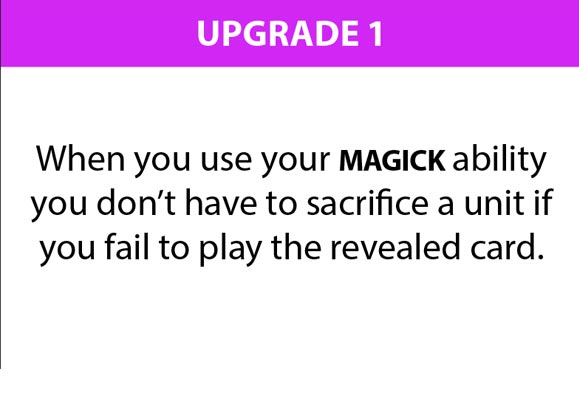 UPGRADE 1
When you use your MAGICK ability
you don’t have to sacrifice a unit if
you fail to play the revealed card.